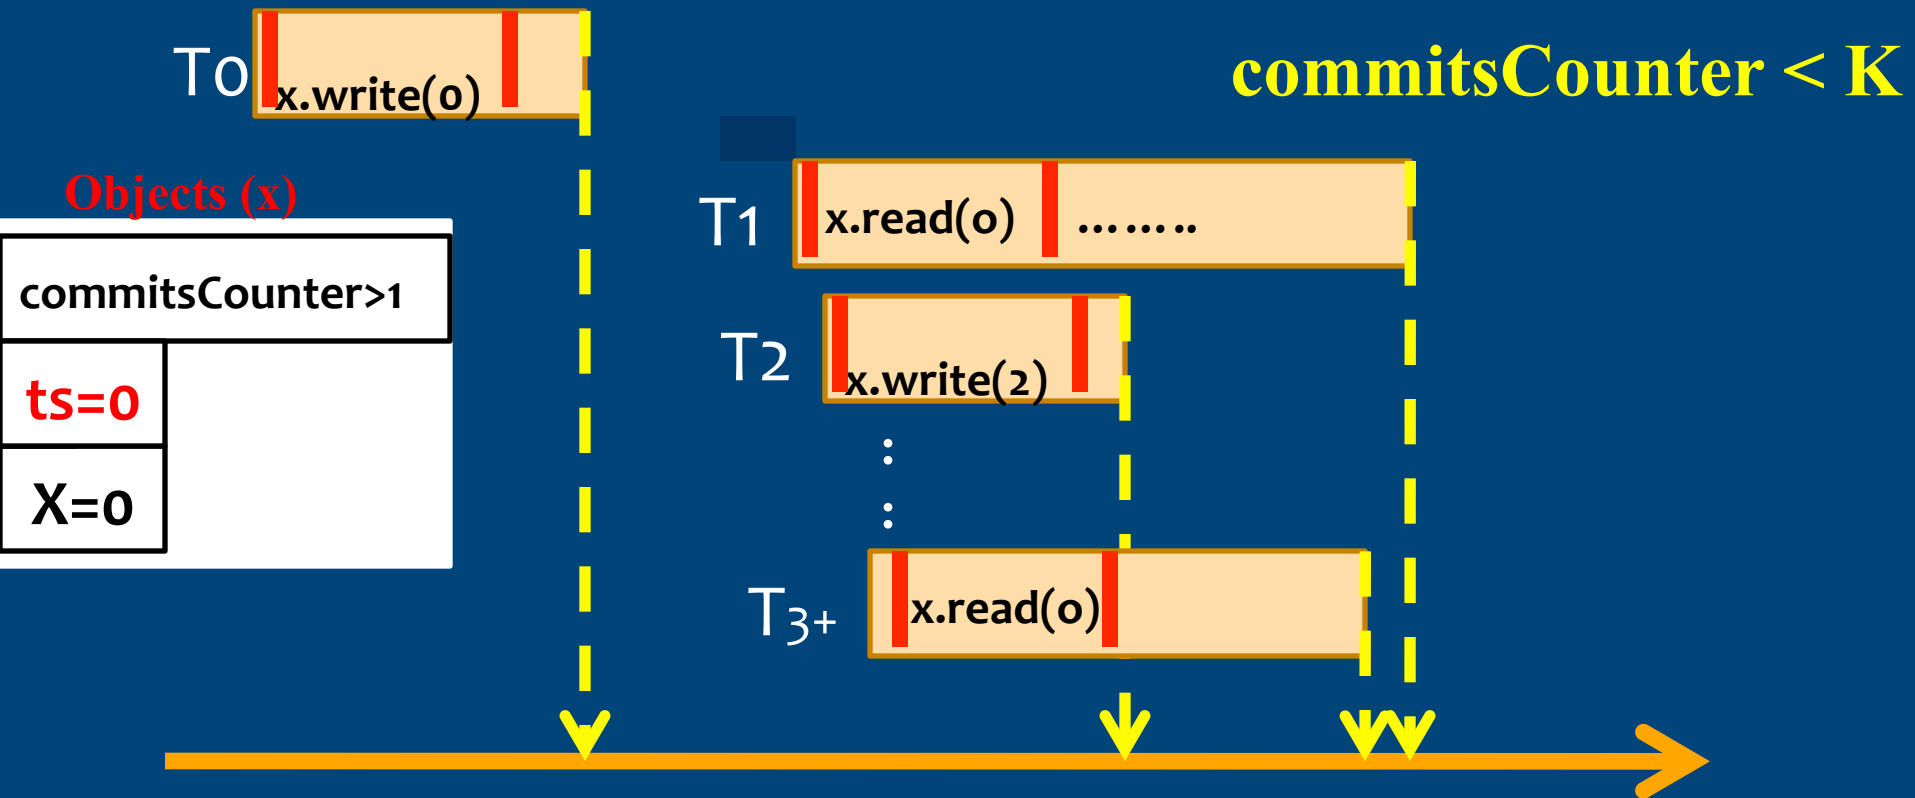 T0
x.write(0)
commitsCounter < K
Objects (x)
commitsCounter>1
ts=0
X=0
T1
x.read(0) ……..
T2
x.write(2)
:
:
T3+
x.read(0)